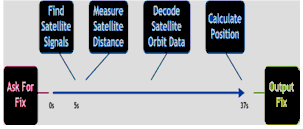 Find
Satellite
Signals
Measure
Satellite
Distance
Decode
Satellite
Orbit Data
Calculate
Position
Ask For
Fix
0s
5s
37s
Output
Fix